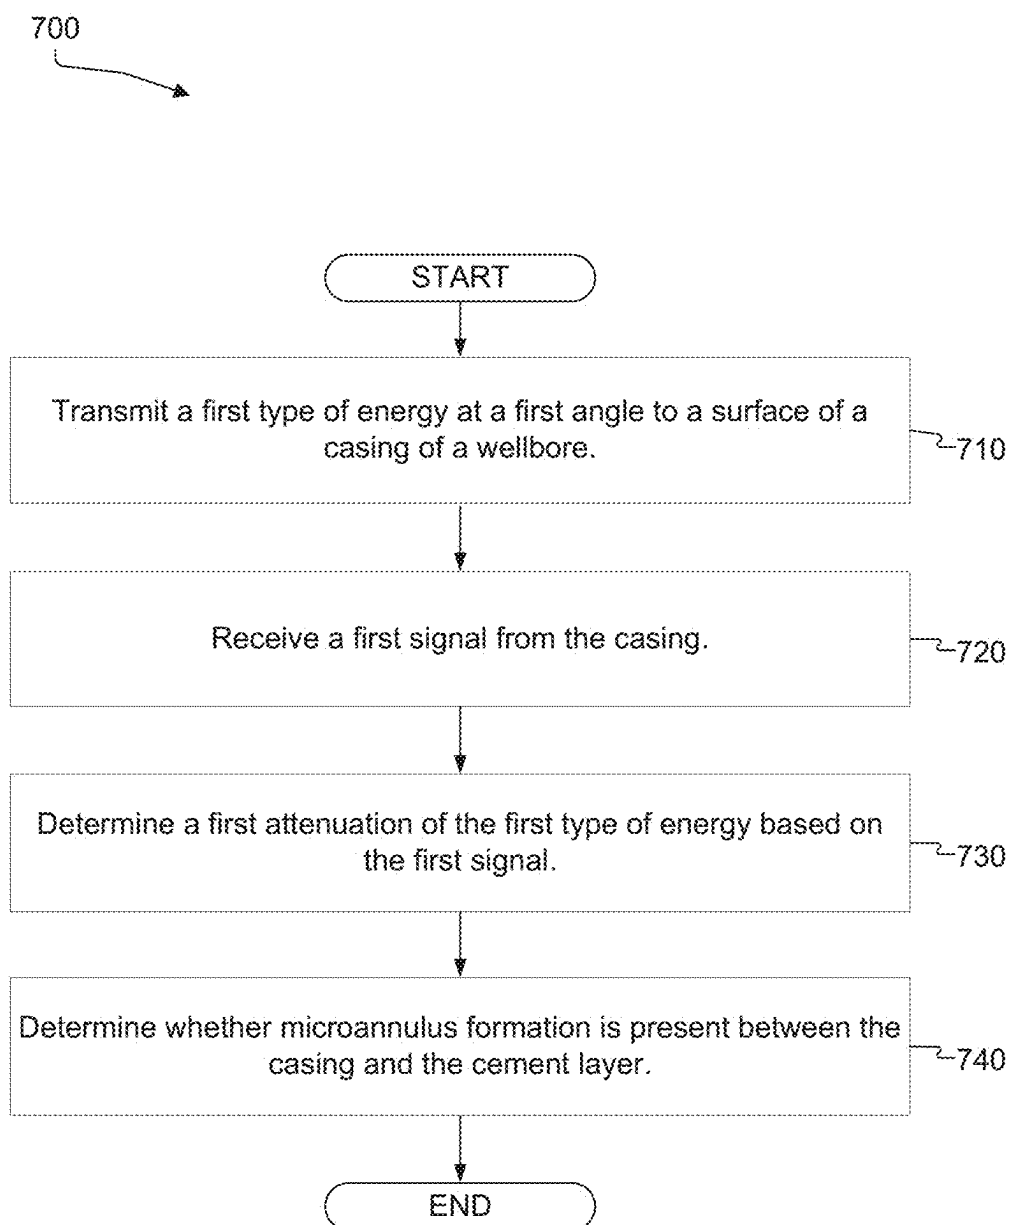 700
START
Transmit a first type of energy at a first angle to a surface of a
casing of a wellbore.
710
Receive a first signal from the casing.
720
Determine a first attenuation of the first type of energy based on
the first signal.
730
Determine whether microannulus formation is present between the
casing and the cement layer.
740
END